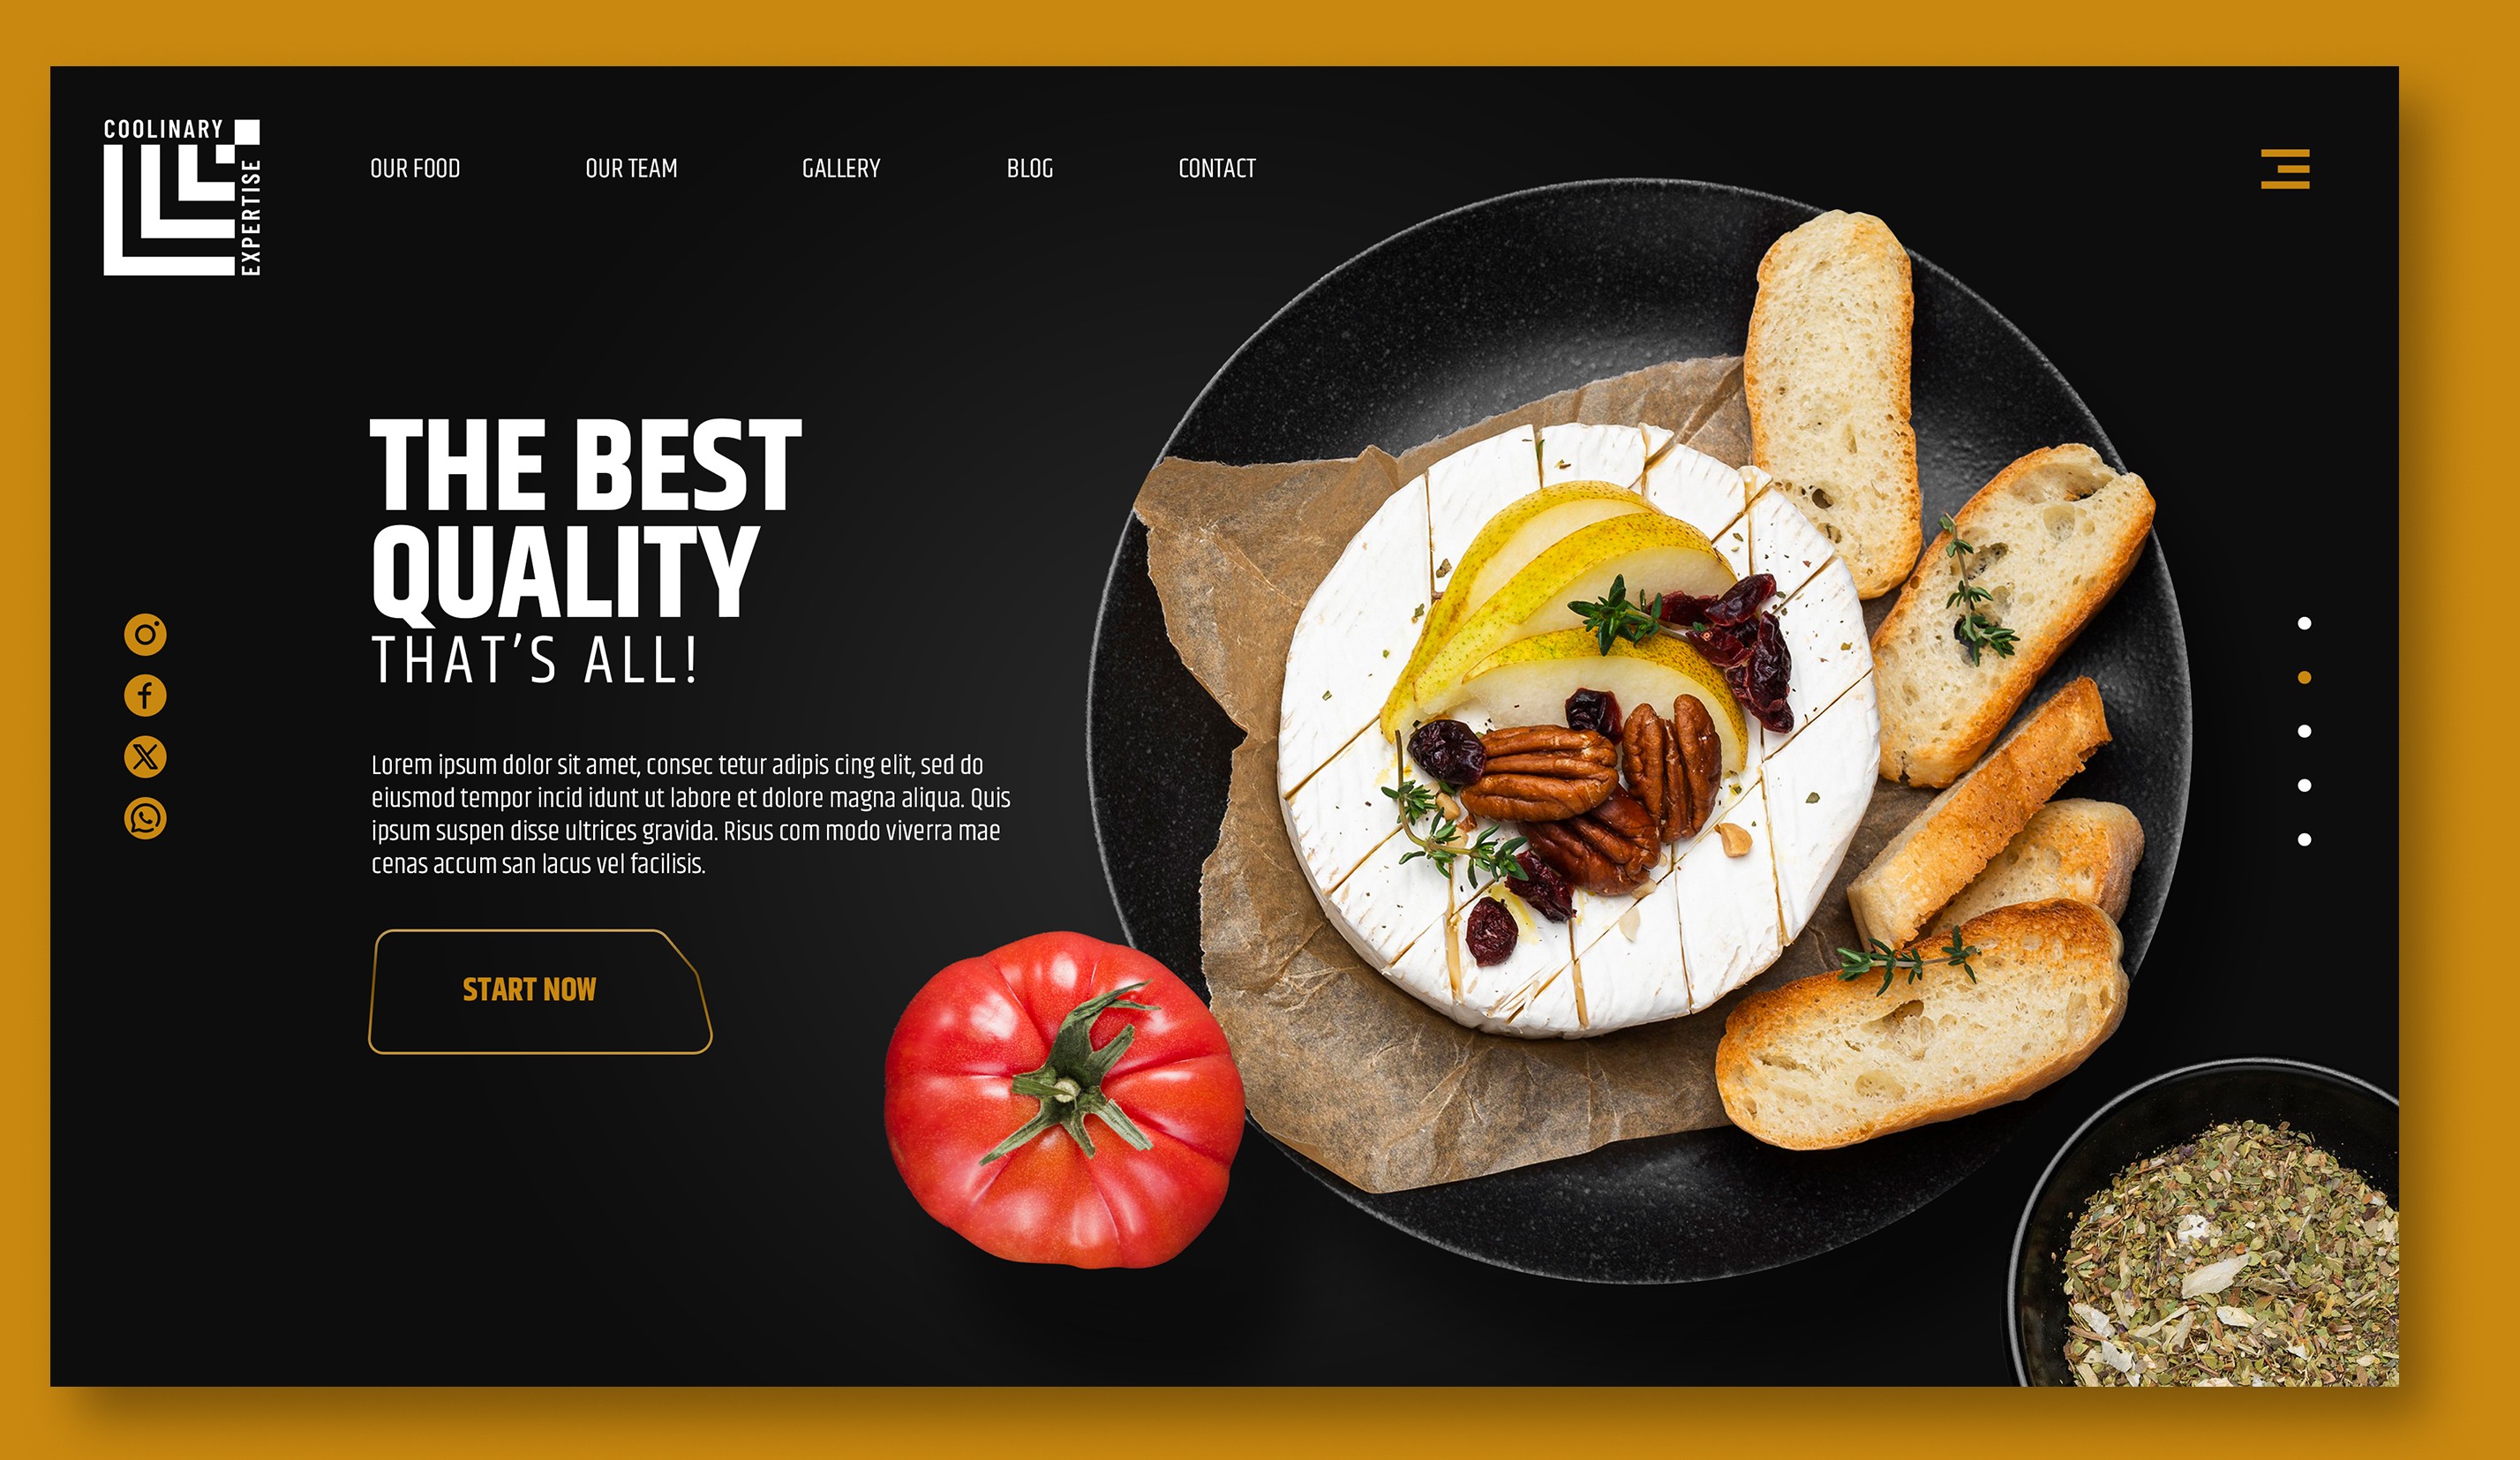 COOLINARY
EXPERTISE
OUR FOOD
OUR TEAM
GALLERY
BLOG
CONTACT
THE BEST
QUALITY
THAT’S ALL!
Lorem ipsum dolor sit amet, consec tetur adipis cing elit, sed do
eiusmod tempor incid idunt ut labore et dolore magna aliqua. Quis
ipsum suspen disse ultrices gravida. Risus com modo viverra mae
cenas accum san lacus vel facilisis.
START NOW